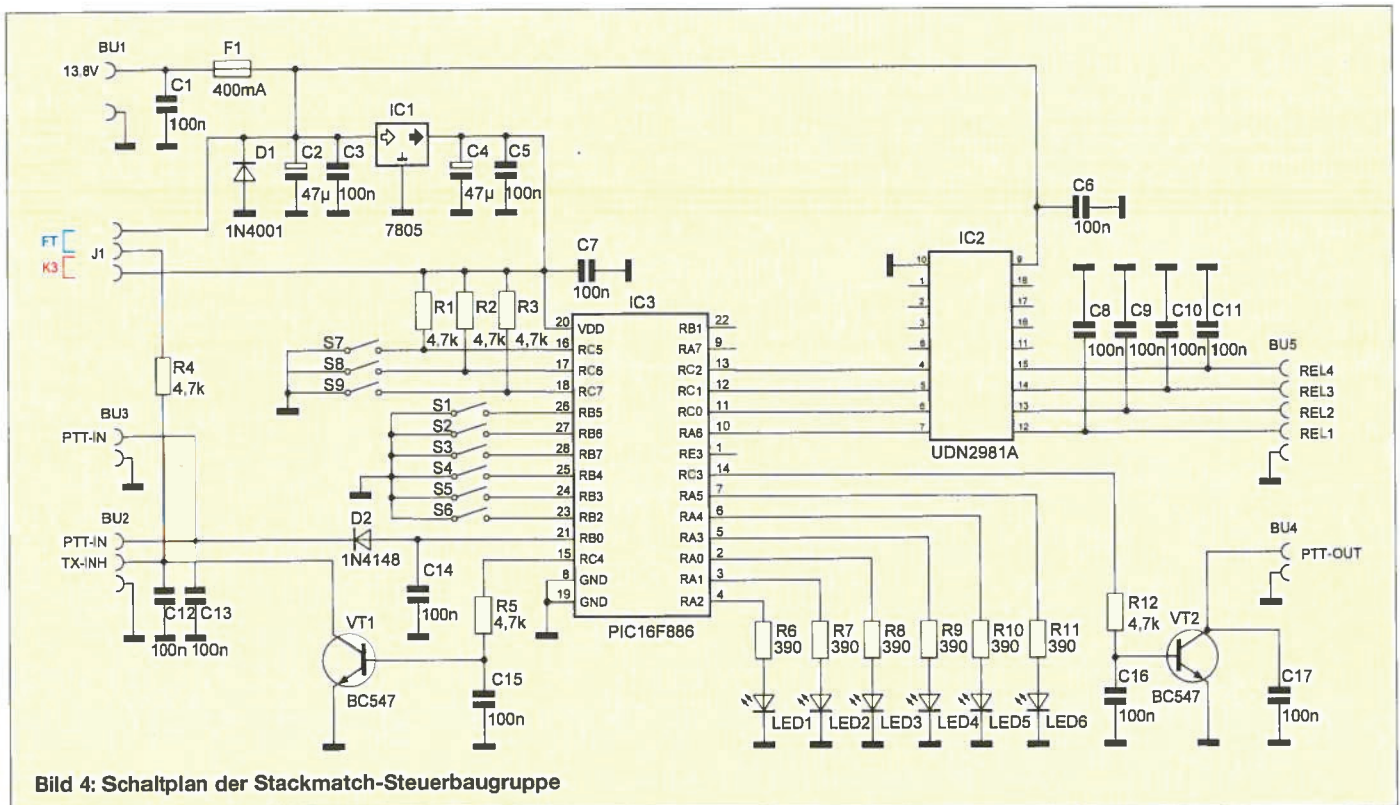 BU1
13.8V
C1
100n
F1
400mA
IC1
D1
C2
C3
C4
C5
47µ
100n
47µ
100n
1N4001
7805
C6
100n
IC2
FT
J1
K3
C7
100n
IC3
R1
R2
R3
4,7k
4,7k
4,7k
20
VDD
RB1
22
16
RC5
RA7
9
17
RC6
RC2
13
18
RC7
RC1
12
26
RB5
RC0
11
27
RB6
RA6
10
28
RB7
RE3
1
25
RB4
RC3
14
24
RB3
RA5
7
23
RB2
RA4
6
21
RB0
RA3
5
15
RC4
RA0
2
8
GND
RA1
3
19
GND
RA2
4
PIC16F886
S7
S8
S9
S1
S2
S3
S4
S5
S6
R4
4,7k
BU3
PTT-IN
BU2
PTT-IN
TX-INH
D2
1N4148
C14
100n
C12
C13
100n
100n
VT1
BC547
R5
4,7k
C15
100n
10
9
1
18
2
17
3
4
15
5
14
13
7
12
11
UDN2981A
C8
C9
C10
C11
100n
100n
100n
100n
BU5
REL4
REL3
REL2
REL1
BU4
PTT-OUT
R6
390
R7
390
R8
390
R9
390
R10
390
R11
390
LED1
LED2
LED3
LED4
LED5
LED6
R12
4,7k
VT2
BC547
C16
100n
C17
100n
Bild 4: Schaltplan der Stackmatch-Steuerbaugruppe